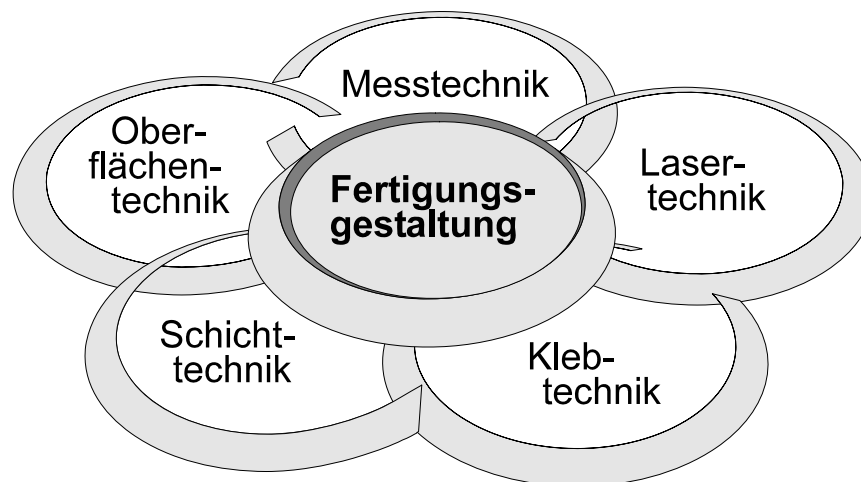 Messtechnik
Ober-
flächen-
technik
Laser-
technik
Fertigungs-
gestaltung
Schicht-
technik
Kleb-
technik